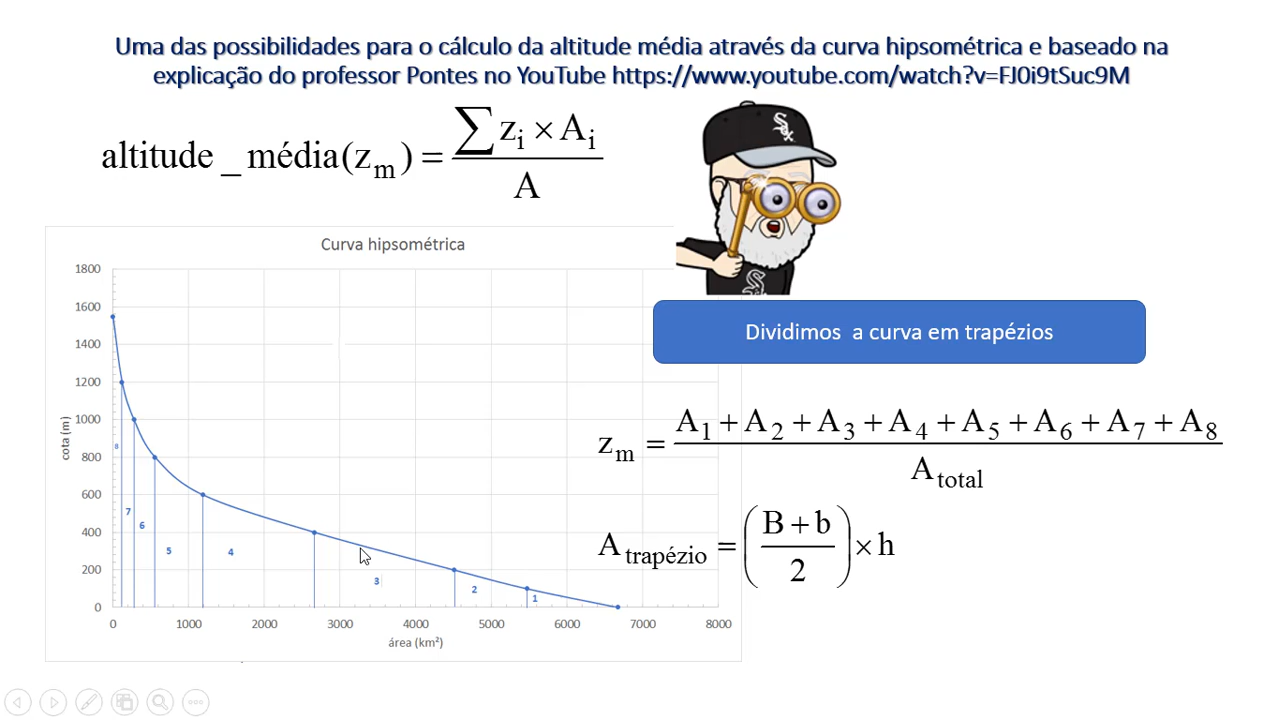 Uma das possibilidades para o cálculo da altitude média através da curva hipsométrica e baseado na
explicação do professor Pontes no YouTube https://www.youtube.com/watch?v=FJ0i9tSuc9M
altitude _ média(zm) = ∑ zi × Ai / A
Sox
Curva hipsométrica
1800
1600
1400
1200
1000
800
600
400
200
0
cota (m)
8
7
6
5
4
3
2
1
0 1000 2000 3000 4000 5000 6000 7000 8000
área (km²)
Dividimos a curva em trapézios
zm = A1 + A2 + A3 + A4 + A5 + A6 + A7 + A8 / Atotal
Atrapézio = (B + b / 2) × h